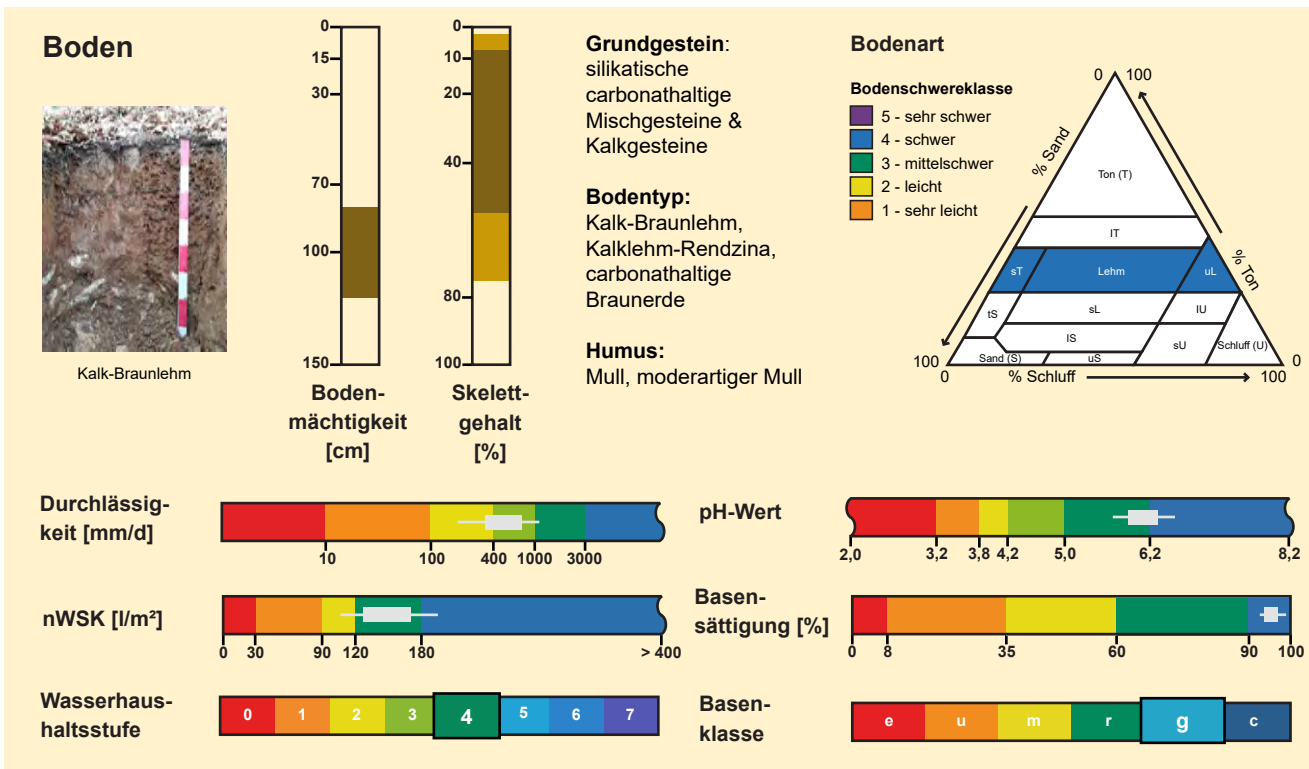 Boden
Kalk-Braunlehm
0
15
30
70
100
150
Boden-
mächtigkeit
[cm]
0
10
20
40
80
100
Skelett-
gehalt
[%]
Grundgestein:
silikatische
carbonathaltige
Mischgesteine &
Kalkgesteine
Bodentyp:
Kalk-Braunlehm,
Kalklehm-Rendzina,
carbonathaltige
Braunerde
Humus:
Mull, moderartiger Mull
Bodenart
Bodenschwereklasse
5 - sehr schwer
4 - schwer
3 - mittelschwer
2 - leicht
1 - sehr leicht
0 100
% Sand
% Ton
Ton (T)
lT
sT Lehm uL
tS sL lU
lS sU Schluff (U)
Sand (S) uS
100 0
0 % Schluff 100
Durchlässig-
keit [mm/d]
10 100 400 1000 3000
nWSK [l/m²]
0 30 90 120 180 > 400
Wasserhaus-
haltsstufe
0 1 2 3 4 5 6 7
pH-Wert
2,0 3,2 3,8 4,2 5,0 6,2 8,2
Basen-
sättigung [%]
0 8 35 60 90 100
Basen-
klasse
e u m r g c